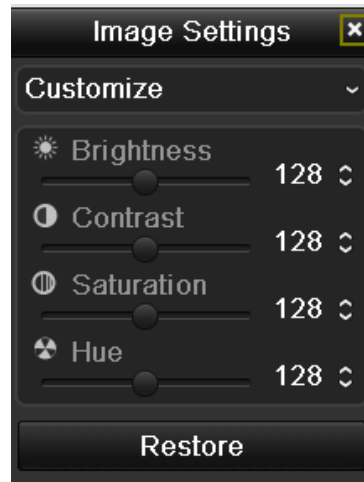 Image Settings
Customize
Brightness
128
Contrast
128
Saturation
128
Hue
128
Restore